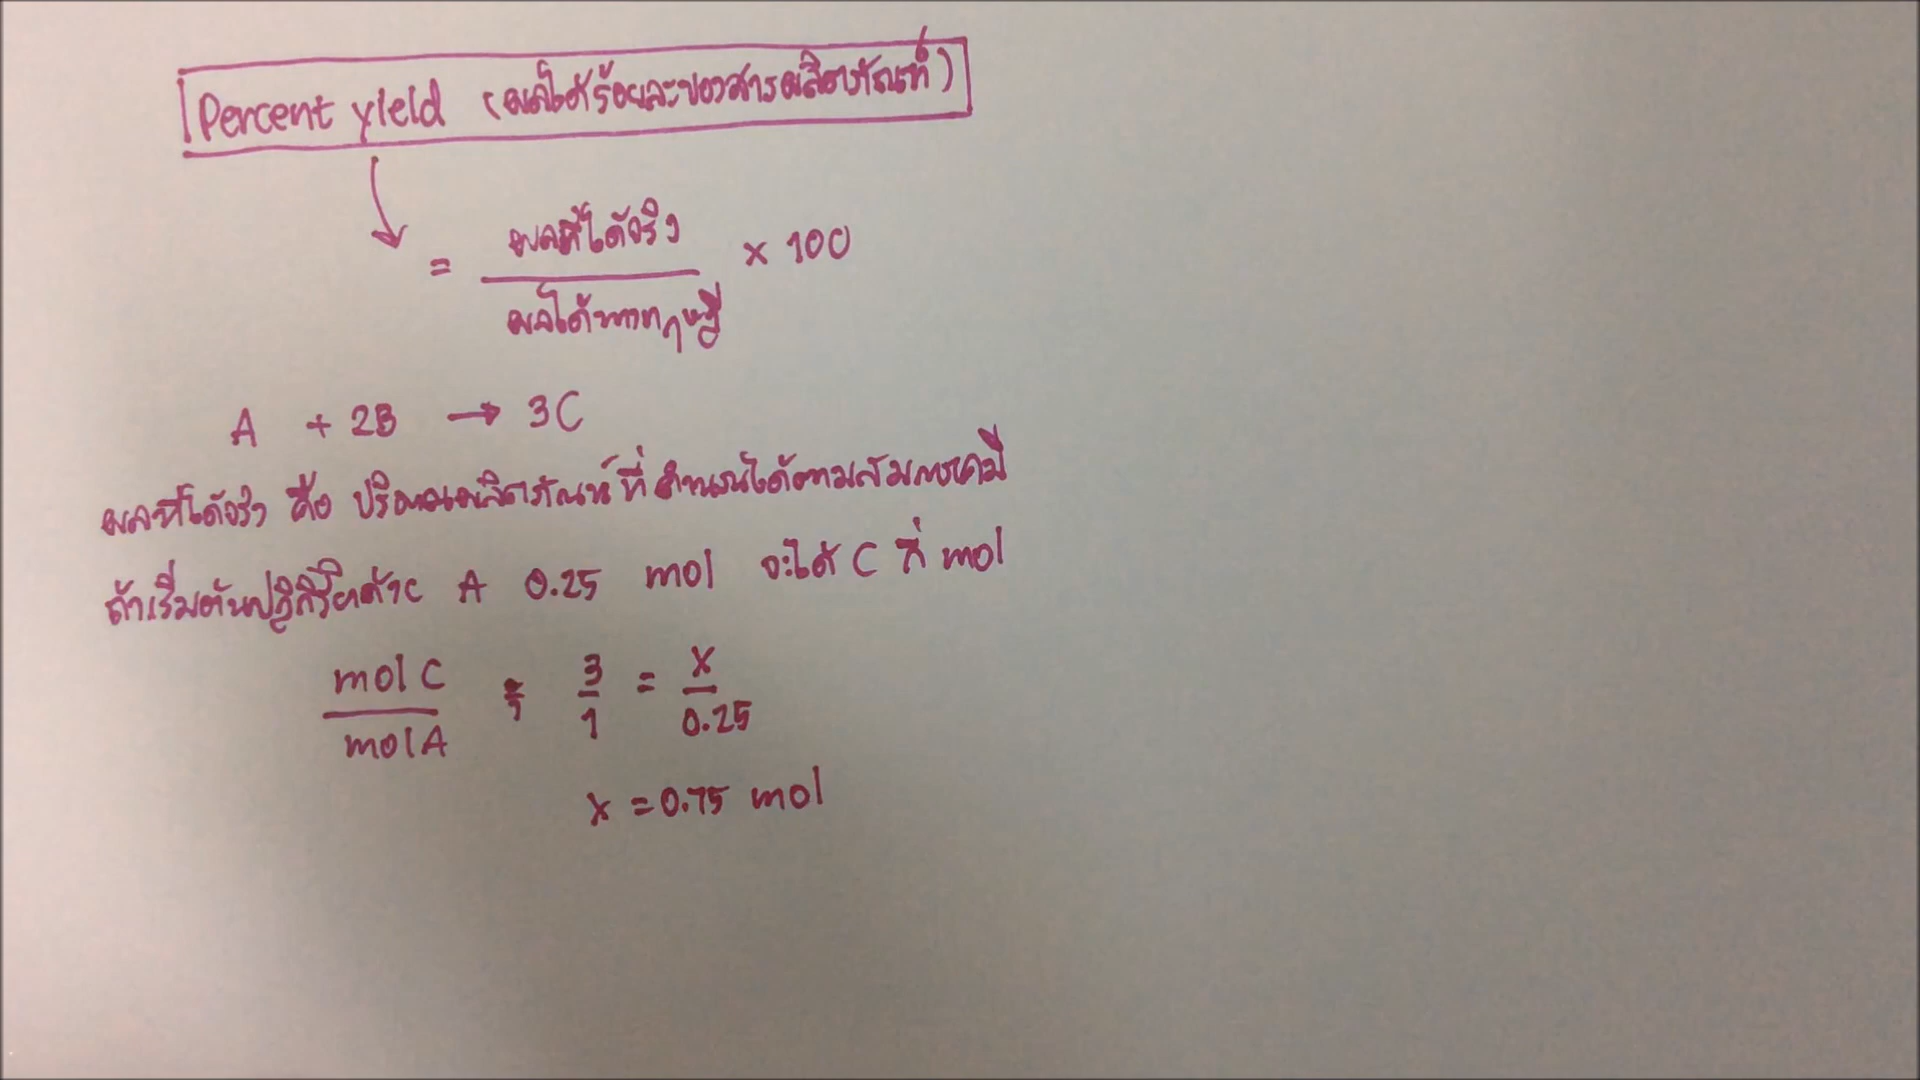 Percent yield (ผลได้ร้อยละของสารผลิตภัณฑ์)
= ผลที่ได้จริง / ผลได้ทางทฤษฎี × 100
A + 2B → 3C
ผลที่ได้จริง คือ ปริมาณผลิตภัณฑ์ที่คำนวนได้ตามสมการเคมี
ถ้าเริ่มต้นปฏิกิริยาด้วย A 0.25 mol จะได้ C กี่ mol
mol C / mol A ; 3/1 = x/0.25
x = 0.75 mol